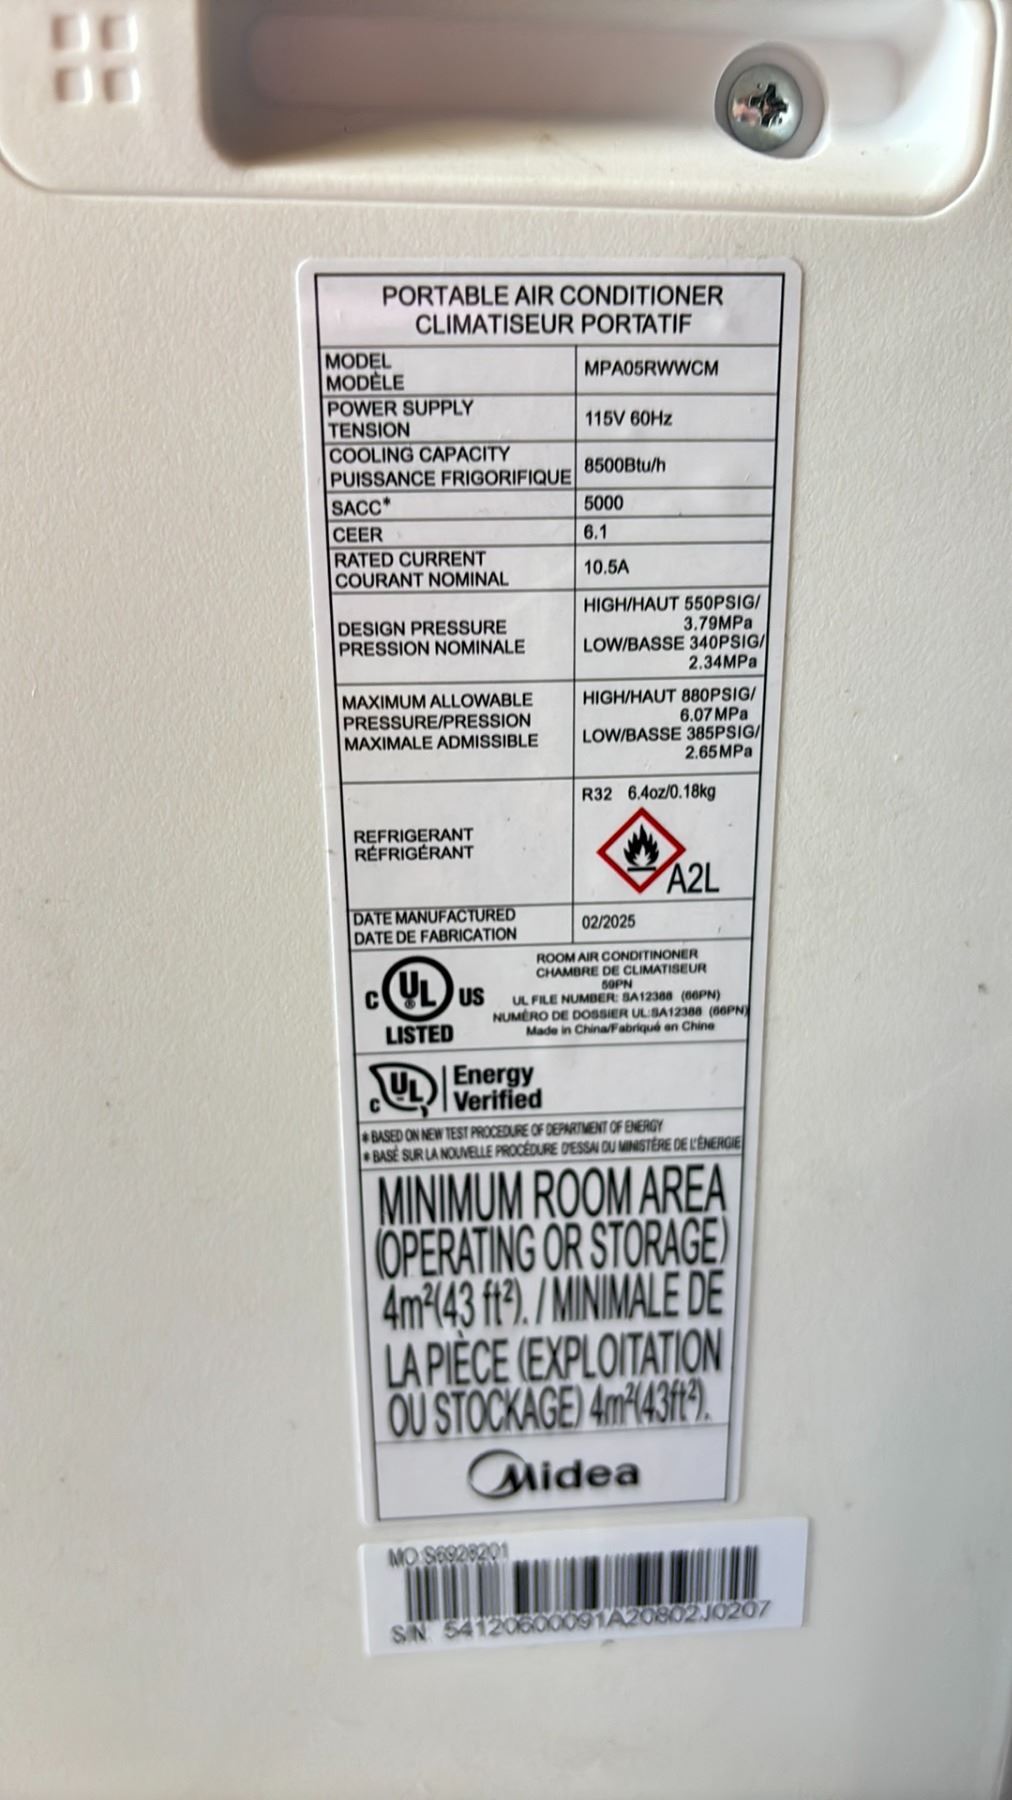 PORTABLE AIR CONDITIONER
CLIMATISEUR PORTATIF
MODEL
MODÈLE
MPA05RWWCM
POWER SUPPLY
TENSION
115V 60Hz
COOLING CAPACITY
PUISSANCE FRIGORIFIQUE
8500Btu/h
SACC*
5000
CEER
6.1
RATED CURRENT
COURANT NOMINAL
10.5A
DESIGN PRESSURE
PRESSION NOMINALE
HIGH/HAUT 550PSIG/
3.79MPa
LOW/BASSE 340PSIG/
2.34MPa
MAXIMUM ALLOWABLE
PRESSURE/PRESSION
MAXIMALE ADMISSIBLE
HIGH/HAUT 880PSIG/
6.07MPa
LOW/BASSE 385PSIG/
2.65MPa
REFRIGERANT
RÉFRIGÉRANT
R32 6.4oz/0.18kg
A2L
DATE MANUFACTURED
DATE DE FABRICATION
02/2025
C UL® US
LISTED
ROOM AIR CONDITINONER
CHAMBRE DE CLIMATISEUR
59PN
UL FILE NUMBER: SA12388 (66PN)
NUMÉRO DE DOSSIER UL:SA12388 (66PN)
Made in China/Fabriqué en Chine
C UL Energy
Verified
* BASED ON NEW TEST PROCEDURE OF DEPARTMENT OF ENERGY
* BASÉ SUR LA NOUVELLE PROCÉDURE D'ESSAI DU MINISTÈRE DE L'ÉNERGIE
MINIMUM ROOM AREA
(OPERATING OR STORAGE)
4m²(43 ft²). / MINIMALE DE
LA PIÈCE (EXPLOITATION
OU STOCKAGE) 4m²(43ft²).
Midea
MO:S6928201
S/N: 54120600091A20802J0207